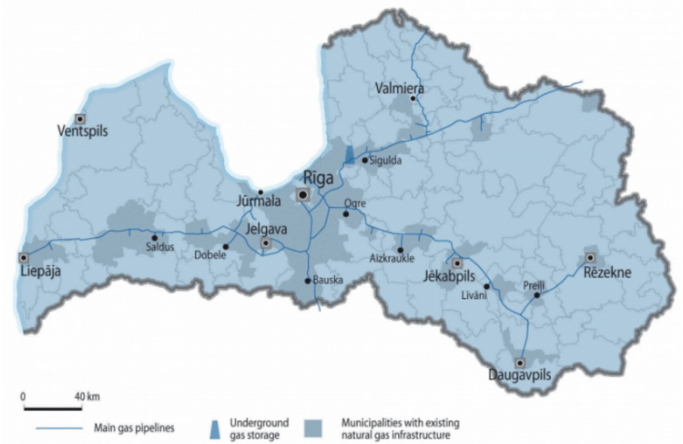 Valmiera
Ventspils
Sigulda
Rīga
Jūrmala
Ogre
Jelgava
Saldus
Dobele
Aizkraukle
Liepāja
Jēkabpils
Rēzekne
Bauska
Līvāni
Preiļi
Daugavpils
0 40 km
Main gas pipelines
Underground
gas storage
Municipalities with existing
natural gas infrastructure